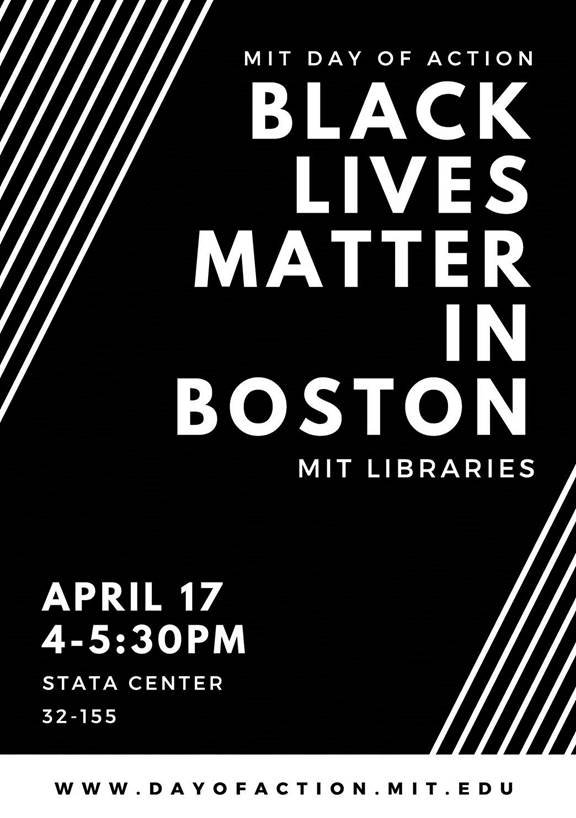 MIT DAY OF ACTION
BLACK
LIVES
MATTER
IN
BOSTON
MIT LIBRARIES
APRIL 17
4-5:30PM
STATA CENTER
32-155
WWW.DAYOFACTION.MIT.EDU